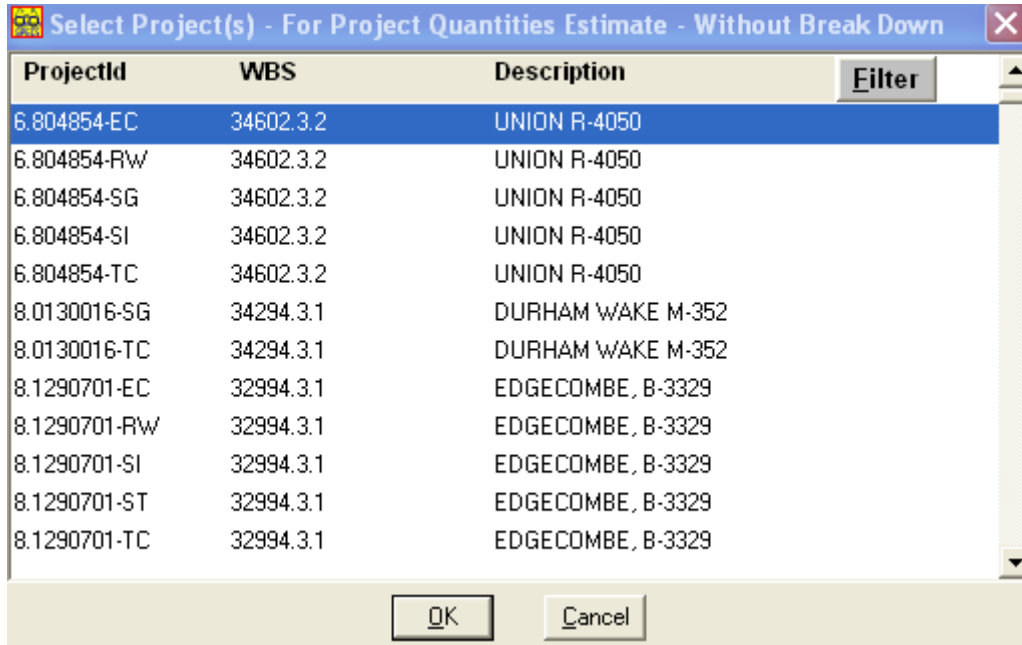 Select Project(s) - For Project Quantities Estimate - Without Break Down
ProjectId WBS Description Filter
6.804854-EC 34602.3.2 UNION R-4050
6.804854-RW 34602.3.2 UNION R-4050
6.804854-SG 34602.3.2 UNION R-4050
6.804854-SI 34602.3.2 UNION R-4050
6.804854-TC 34602.3.2 UNION R-4050
8.0130016-SG 34294.3.1 DURHAM WAKE M-352
8.0130016-TC 34294.3.1 DURHAM WAKE M-352
8.1290701-EC 32994.3.1 EDGECOMBE, B-3329
8.1290701-RW 32994.3.1 EDGECOMBE, B-3329
8.1290701-SI 32994.3.1 EDGECOMBE, B-3329
8.1290701-ST 32994.3.1 EDGECOMBE, B-3329
8.1290701-TC 32994.3.1 EDGECOMBE, B-3329
OK Cancel